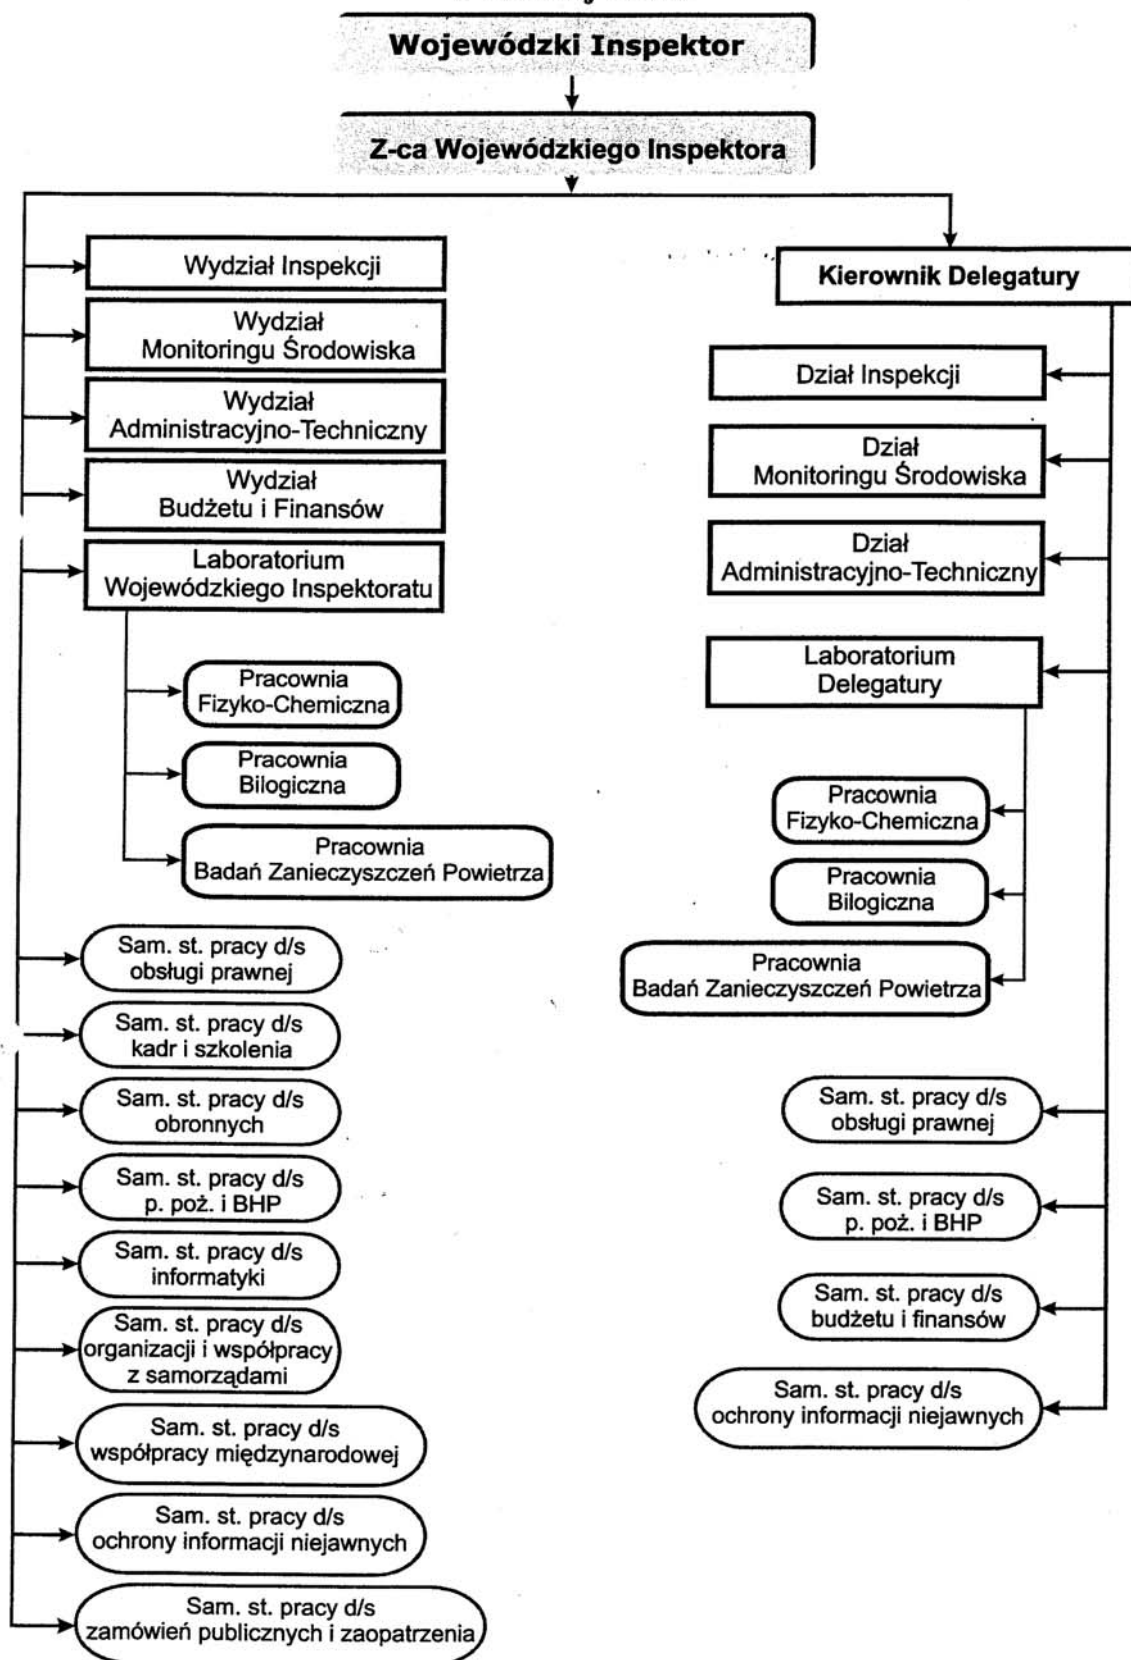 Wojewódzki Inspektor
Z-ca Wojewódzkiego Inspektora
Wydział Inspekcji
Wydział
Monitoringu Środowiska
Wydział
Administracyjno-Techniczny
Wydział
Budżetu i Finansów
Laboratorium
Wojewódzkiego Inspektoratu
Pracownia
Fizyko-Chemiczna
Pracownia
Bilogiczna
Pracownia
Badań Zanieczyszczeń Powietrza
Sam. st. pracy d/s
obsługi prawnej
Sam. st. pracy d/s
kadr i szkolenia
Sam. st. pracy d/s
obronnych
Sam. st. pracy d/s
p. poż. i BHP
Sam. st. pracy d/s
informatyki
Sam. st. pracy d/s
organizacji i współpracy
z samorządami
Sam. st. pracy d/s
współpracy międzynarodowej
Sam. st. pracy d/s
ochrony informacji niejawnych
Sam. st. pracy d/s
zamówień publicznych i zaopatrzenia
Kierownik Delegatury
Dział Inspekcji
Dział
Monitoringu Środowiska
Dział
Administracyjno-Techniczny
Laboratorium
Delegatury
Pracownia
Fizyko-Chemiczna
Pracownia
Bilogiczna
Pracownia
Badań Zanieczyszczeń Powietrza
Sam. st. pracy d/s
obsługi prawnej
Sam. st. pracy d/s
p. poż. i BHP
Sam. st. pracy d/s
budżetu i finansów
Sam. st. pracy d/s
ochrony informacji niejawnych